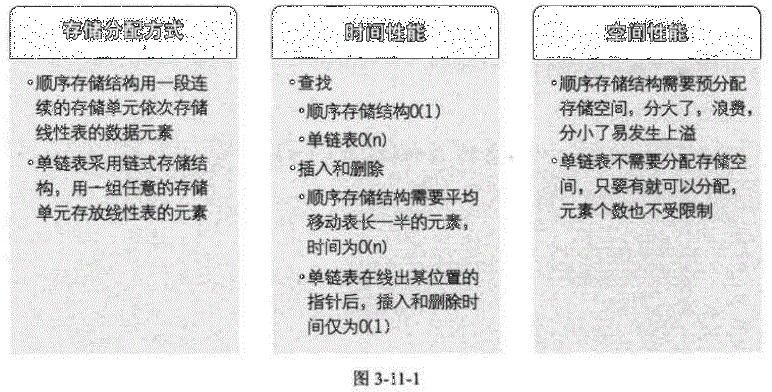 存储分配方式
◦顺序存储结构用一段连
续的存储单元依次存储
线性表的数据元素
◦单链表采用链式存储结
构，用一组任意的存储
单元存放线性表的元素
时间性能
◦查找
◦顺序存储结构O(1)
◦单链表O(n)
◦插入和删除
◦顺序存储结构需要平均
移动表长一半的元素，
时间为O(n)
◦单链表在线出某位置的
指针后，插入和删除时
间仅为O(1)
空间性能
◦顺序存储结构需要预分配
存储空间，分大了，浪费，
分小了易发生上溢
◦单链表不需要分配存储空
间，只要有就可以分配，
元素个数也不受限制
图 3-11-1